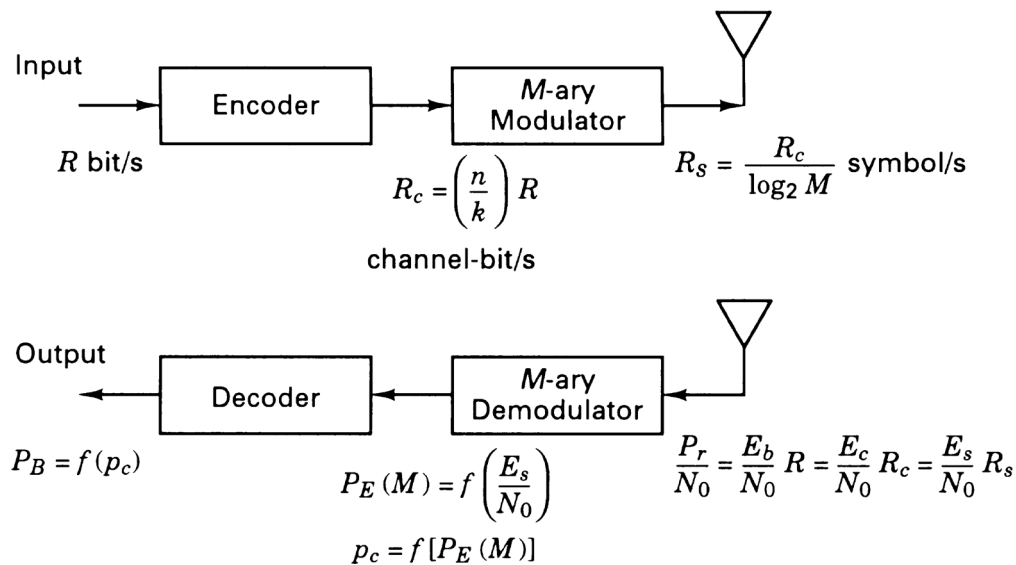 Input
Encoder
M-ary
Modulator
R bit/s
R_c = (n/k) R
channel-bit/s
R_s = R_c / log₂ M symbol/s
Output
Decoder
M-ary
Demodulator
P_B = f(p_c)
P_E(M) = f(E_s/N_0)
p_c = f[P_E(M)]
P_r/N_0 = E_b/N_0 R = E_c/N_0 R_c = E_s/N_0 R_s